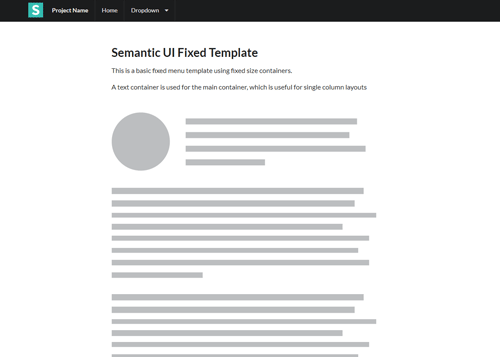 S
Project Name
Home
Dropdown
Semantic UI Fixed Template
This is a basic fixed menu template using fixed size containers.
A text container is used for the main container, which is useful for single column layouts